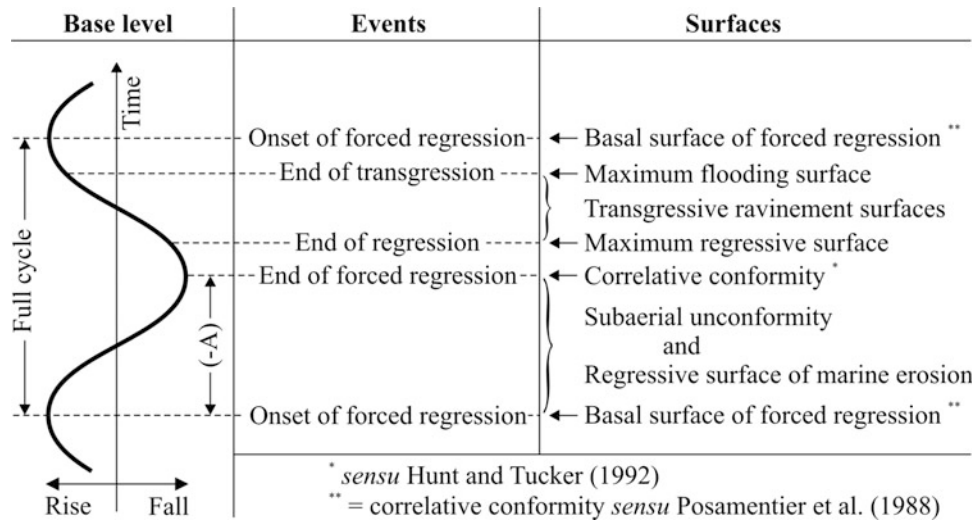 Base level Events Surfaces
Time
Onset of forced regression Basal surface of forced regression **
End of transgression Maximum flooding surface
Transgressive ravinement surfaces
End of regression Maximum regressive surface
End of forced regression Correlative conformity *
Full cycle
(-A)
Subaerial unconformity
and
Regressive surface of marine erosion
Onset of forced regression Basal surface of forced regression **
Rise Fall
* sensu Hunt and Tucker (1992)
** = correlative conformity sensu Posamentier et al. (1988)